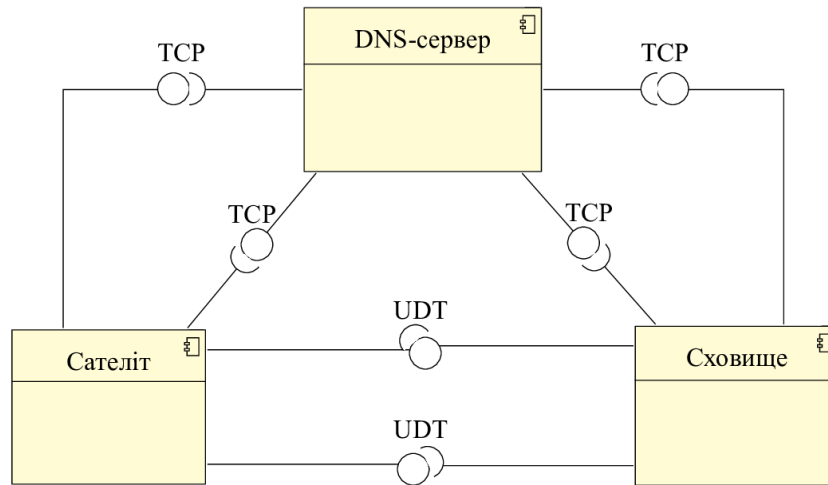 DNS-сервер
TCP
TCP
TCP
TCP
UDT
Сателіт
Сховище
UDT